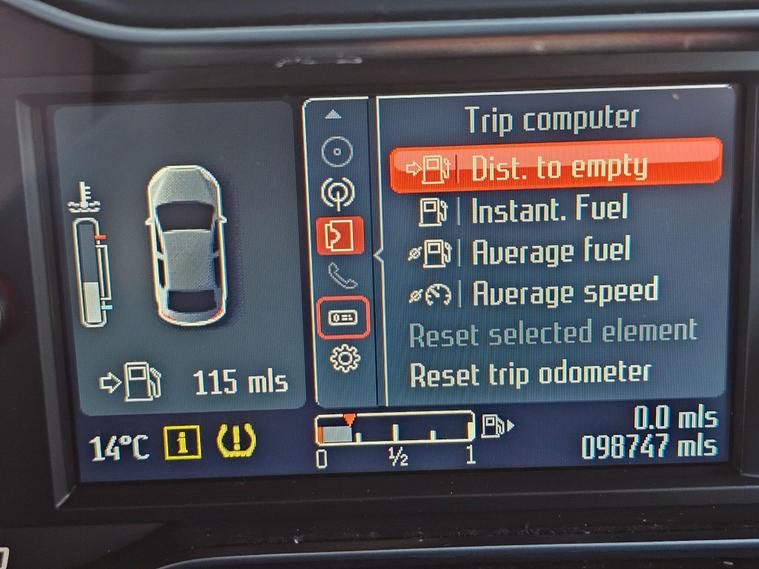 Trip computer
Dist. to empty
Instant. Fuel
Average fuel
Average speed
Reset selected element
Reset trip odometer
115 mls
14°C
0 1/2 1
0.0 mls
098747 mls